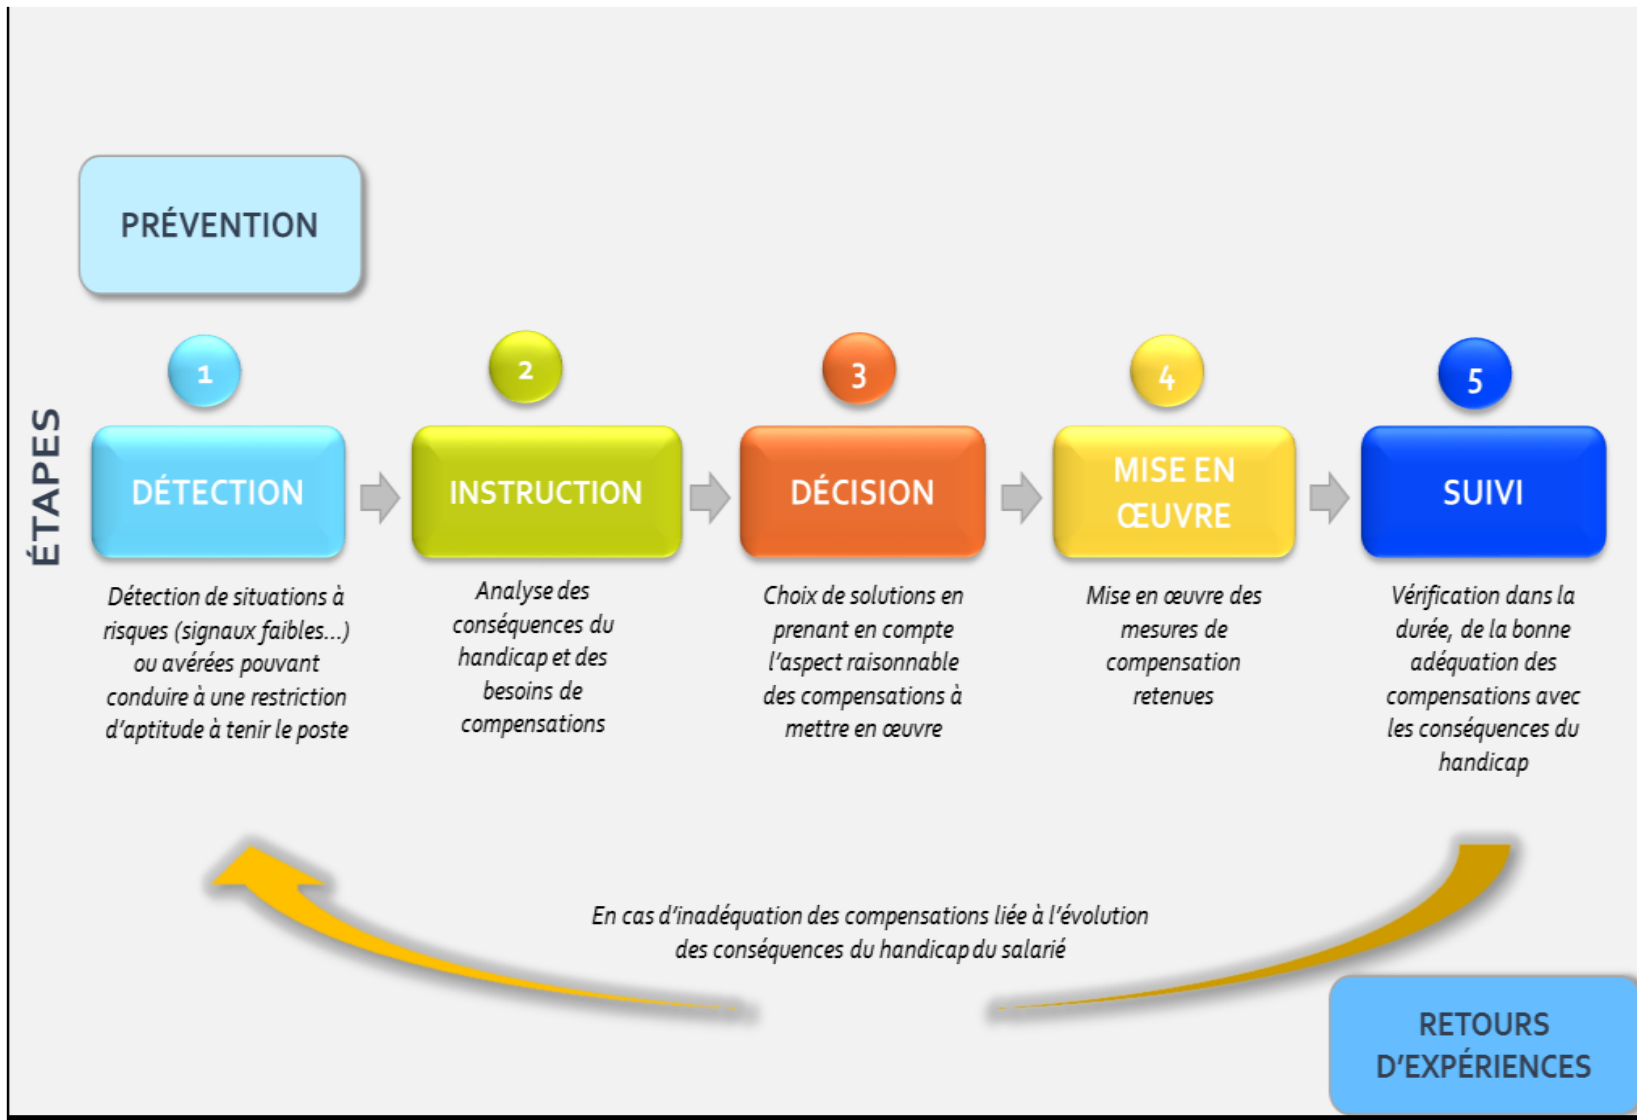 PRÉVENTION
ÉTAPES
1
DÉTECTION
Détection de situations à
risques (signaux faibles...)
ou avérées pouvant
conduire à une restriction
d'aptitude à tenir le poste
2
INSTRUCTION
Analyse des
conséquences du
handicap et des
besoins de
compensations
3
DÉCISION
Choix de solutions en
prenant en compte
l'aspect raisonnable
des compensations à
mettre en œuvre
4
MISE EN
ŒUVRE
Mise en œuvre des
mesures de
compensation
retenues
5
SUIVI
Vérification dans la
durée, de la bonne
adéquation des
compensations avec
les conséquences du
handicap
En cas d'inadéquation des compensations liée à l'évolution
des conséquences du handicap du salarié
RETOURS
D'EXPÉRIENCES